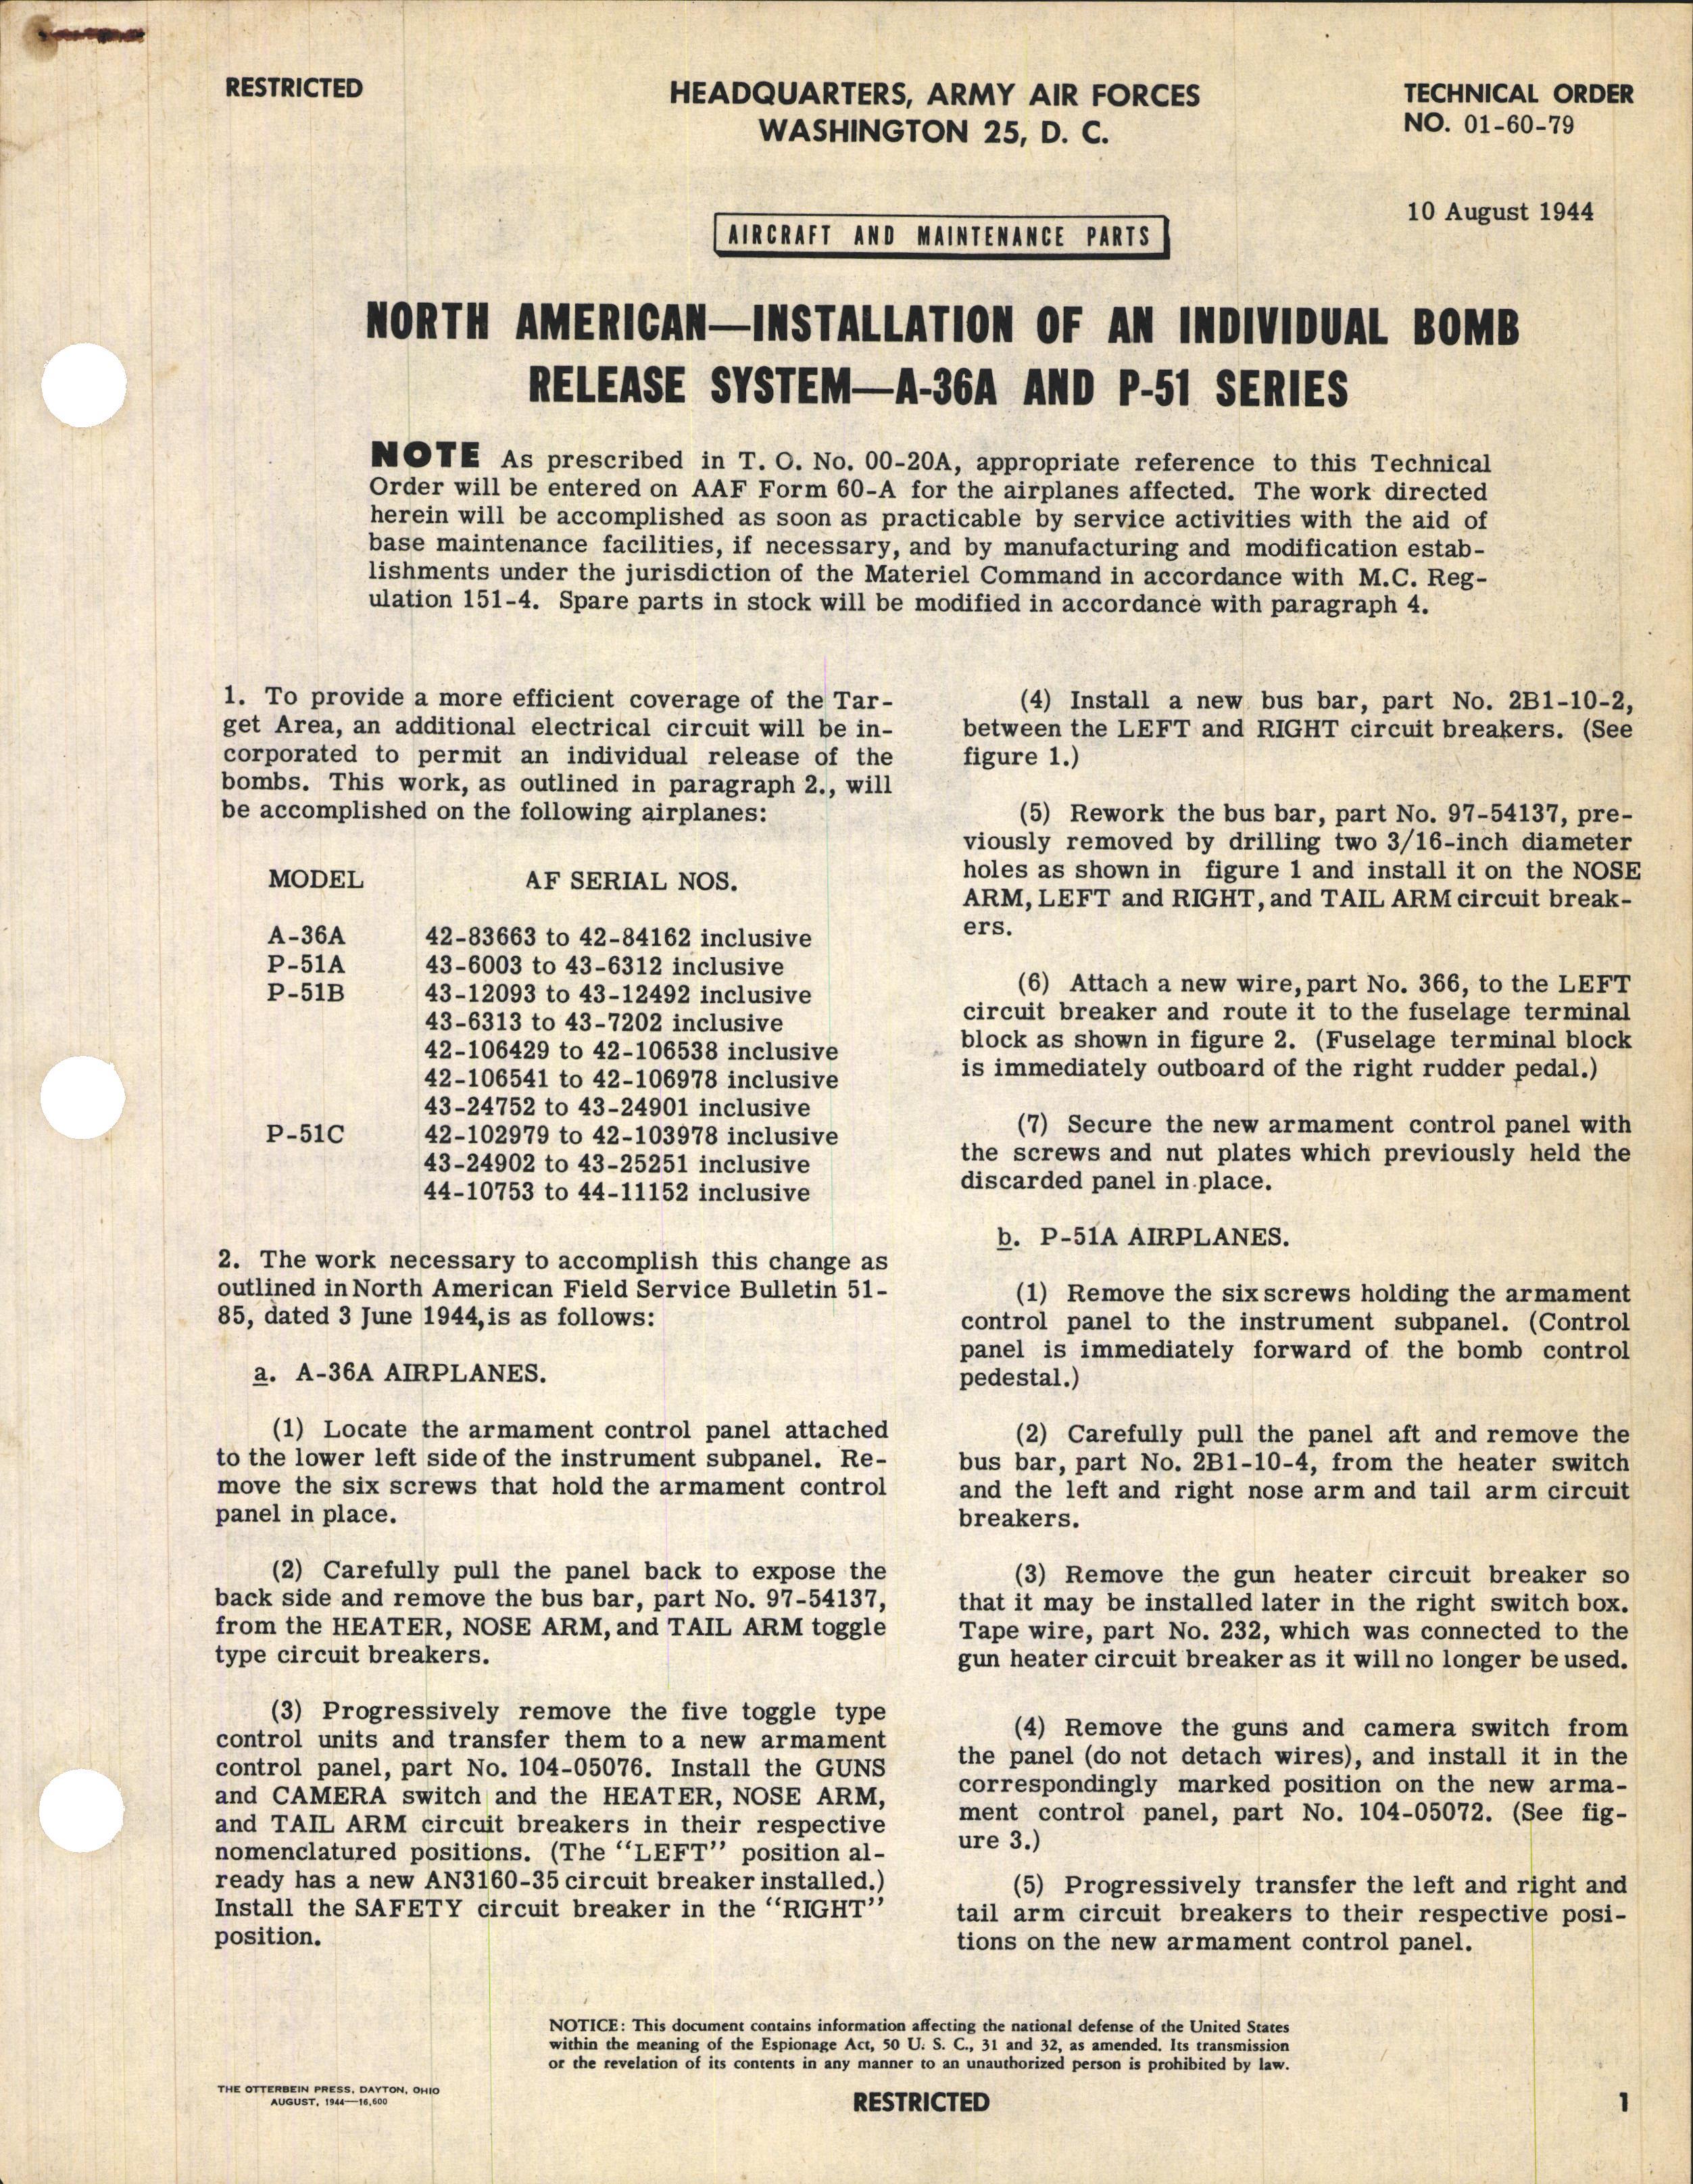 RESTRICTED
HEADQUARTERS, ARMY AIR FORCES
WASHINGTON 25, D. C.
TECHNICAL ORDER
NO. 01-60-79
10 August 1944
AIRCRAFT AND MAINTENANCE PARTS
NORTH AMERICAN—INSTALLATION OF AN INDIVIDUAL BOMB
RELEASE SYSTEM—A-36A AND P-51 SERIES
NOTE As prescribed in T. O. No. 00-20A, appropriate reference to this Technical
Order will be entered on AAF Form 60-A for the airplanes affected. The work directed
herein will be accomplished as soon as practicable by service activities with the aid of
base maintenance facilities, if necessary, and by manufacturing and modification estab-
lishments under the jurisdiction of the Materiel Command in accordance with M.C. Reg-
ulation 151-4. Spare parts in stock will be modified in accordance with paragraph 4.
1. To provide a more efficient coverage of the Tar-
get Area, an additional electrical circuit will be in-
corporated to permit an individual release of the
bombs. This work, as outlined in paragraph 2., will
be accomplished on the following airplanes:
MODEL AF SERIAL NOS.
A-36A 42-83663 to 42-84162 inclusive
P-51A 43-6003 to 43-6312 inclusive
P-51B 43-12093 to 43-12492 inclusive
43-6313 to 43-7202 inclusive
42-106429 to 42-106538 inclusive
42-106541 to 42-106978 inclusive
43-24752 to 43-24901 inclusive
P-51C 42-102979 to 42-103978 inclusive
43-24902 to 43-25251 inclusive
44-10753 to 44-11152 inclusive
2. The work necessary to accomplish this change as
outlined in North American Field Service Bulletin 51-
85, dated 3 June 1944, is as follows:
a. A-36A AIRPLANES.
(1) Locate the armament control panel attached
to the lower left side of the instrument subpanel. Re-
move the six screws that hold the armament control
panel in place.
(2) Carefully pull the panel back to expose the
back side and remove the bus bar, part No. 97-54137,
from the HEATER, NOSE ARM, and TAIL ARM toggle
type circuit breakers.
(3) Progressively remove the five toggle type
control units and transfer them to a new armament
control panel, part No. 104-05076. Install the GUNS
and CAMERA switch and the HEATER, NOSE ARM,
and TAIL ARM circuit breakers in their respective
nomenclatured positions. (The "LEFT" position al-
ready has a new AN3160-35 circuit breaker installed.)
Install the SAFETY circuit breaker in the "RIGHT"
position.
(4) Install a new bus bar, part No. 2B1-10-2,
between the LEFT and RIGHT circuit breakers. (See
figure 1.)
(5) Rework the bus bar, part No. 97-54137, pre-
viously removed by drilling two 3/16-inch diameter
holes as shown in figure 1 and install it on the NOSE
ARM, LEFT and RIGHT, and TAIL ARM circuit break-
ers.
(6) Attach a new wire, part No. 366, to the LEFT
circuit breaker and route it to the fuselage terminal
block as shown in figure 2. (Fuselage terminal block
is immediately outboard of the right rudder pedal.)
(7) Secure the new armament control panel with
the screws and nut plates which previously held the
discarded panel in place.
b. P-51A AIRPLANES.
(1) Remove the six screws holding the armament
control panel to the instrument subpanel. (Control
panel is immediately forward of the bomb control
pedestal.)
(2) Carefully pull the panel aft and remove the
bus bar, part No. 2B1-10-4, from the heater switch
and the left and right nose arm and tail arm circuit
breakers.
(3) Remove the gun heater circuit breaker so
that it may be installed later in the right switch box.
Tape wire, part No. 232, which was connected to the
gun heater circuit breaker as it will no longer be used.
(4) Remove the guns and camera switch from
the panel (do not detach wires), and install it in the
correspondingly marked position on the new arma-
ment control panel, part No. 104-05072. (See fig-
ure 3.)
(5) Progressively transfer the left and right and
tail arm circuit breakers to their respective posi-
tions on the new armament control panel.
NOTICE: This document contains information affecting the national defense of the United States
within the meaning of the Espionage Act, 50 U. S. C., 31 and 32, as amended. Its transmission
or the revelation of its contents in any manner to an unauthorized person is prohibited by law.
THE OTTERBEIN PRESS, DAYTON, OHIO
AUGUST, 1944—16,600
RESTRICTED
1